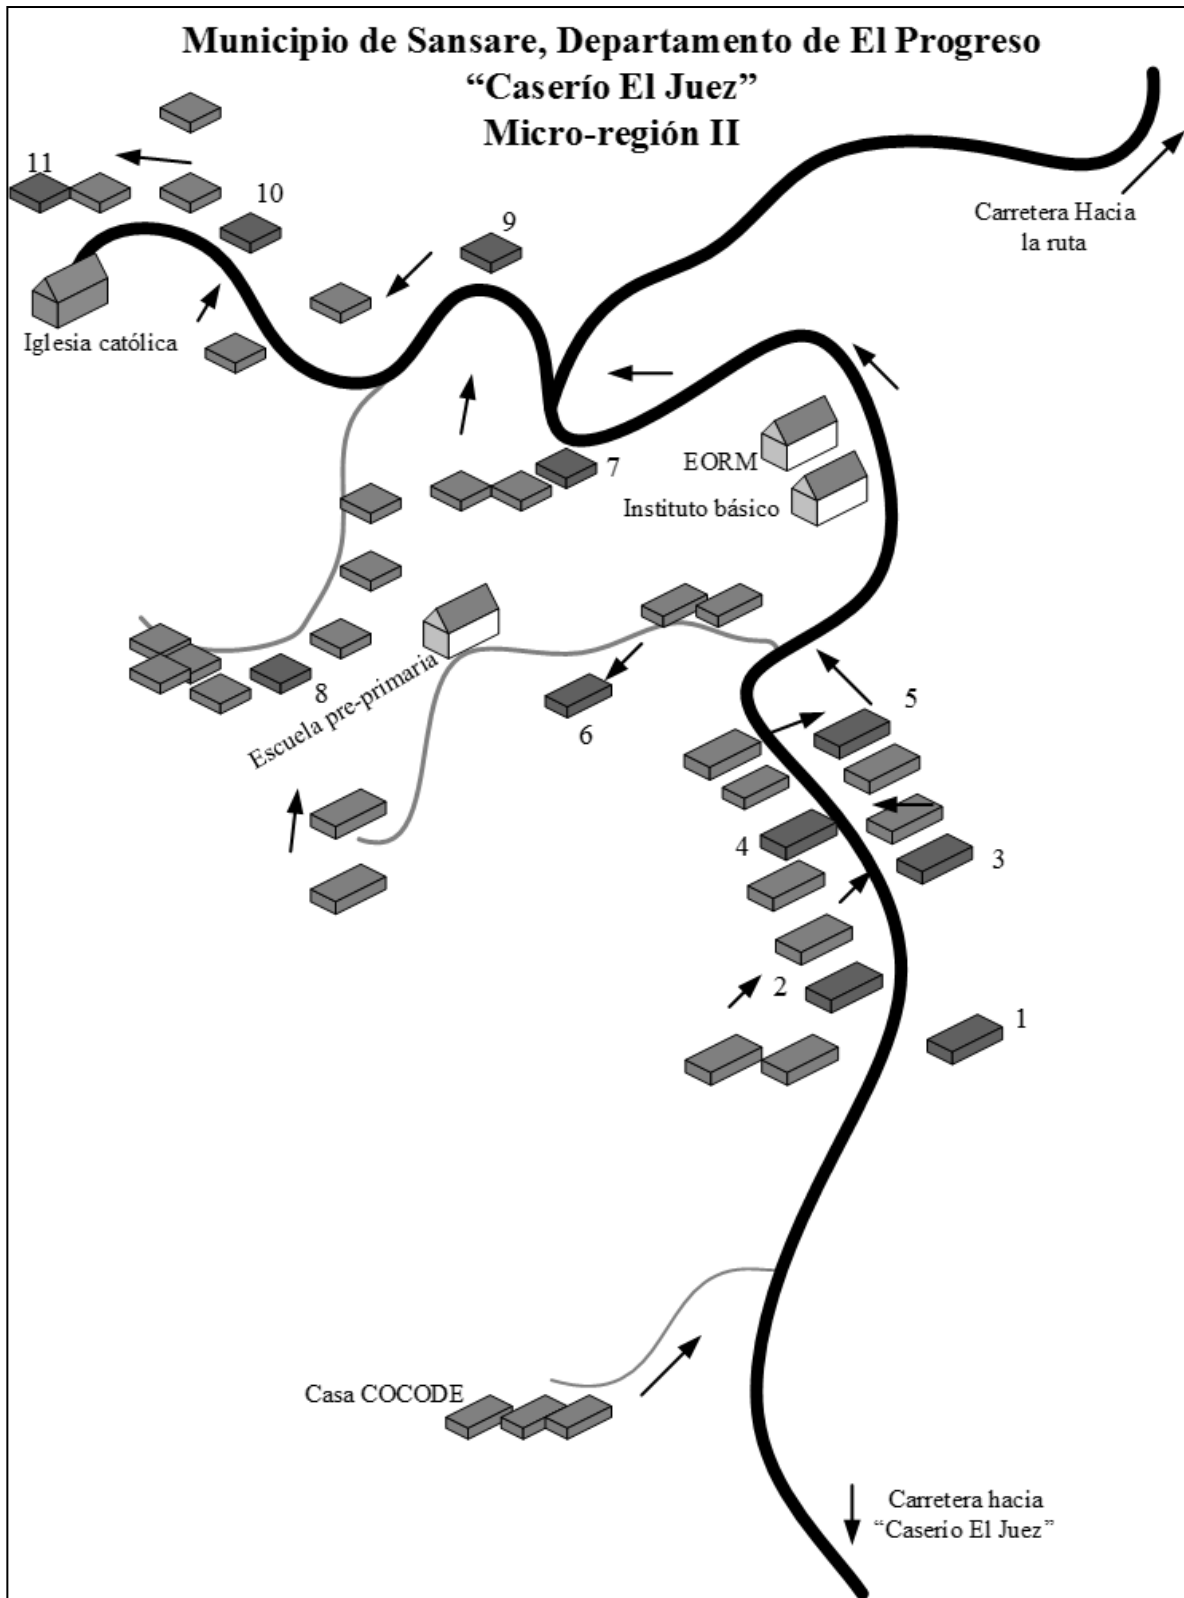 Municipio de Sansare, Departamento de El Progreso
“Caserío El Juez”
Micro-región II
11
10
9
Carretera Hacia
la ruta
Iglesia católica
EORM
7
Instituto básico
8
Escuela pre-primaria
6
5
4
3
2
1
Casa COCODE
Carretera hacia
“Caserio El Juez”